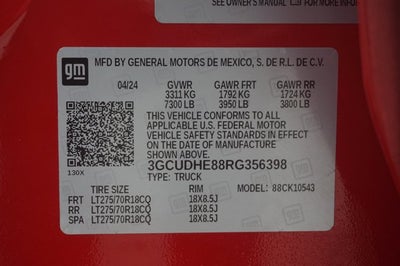 SEE OWNER'S MANUAL
gm
MFD BY GENERAL MOTORS DE MEXICO, S. DE R.L. DE C.V.
04/24 GVWR GAWR FRT GAWR RR
3311 KG 1792 KG 1724 KG
7300 LB 3950 LB 3800 LB
THIS VEHICLE CONFORMS TO ALL
APPLICABLE U.S. FEDERAL MOTOR
VEHICLE SAFETY STANDARDS IN EFFECT
ON THE DATE OF MANUFACTURE
SHOWN ABOVE.
3GCUDHE88RG356398
TYPE: TRUCK
130X
MODEL: 88CK10543
TIRE SIZE RIM
FRT LT275/70R18CQ 18X8.5J
RR LT275/70R18CQ 18X8.5J
SPA LT275/70R18CQ 18X8.5J